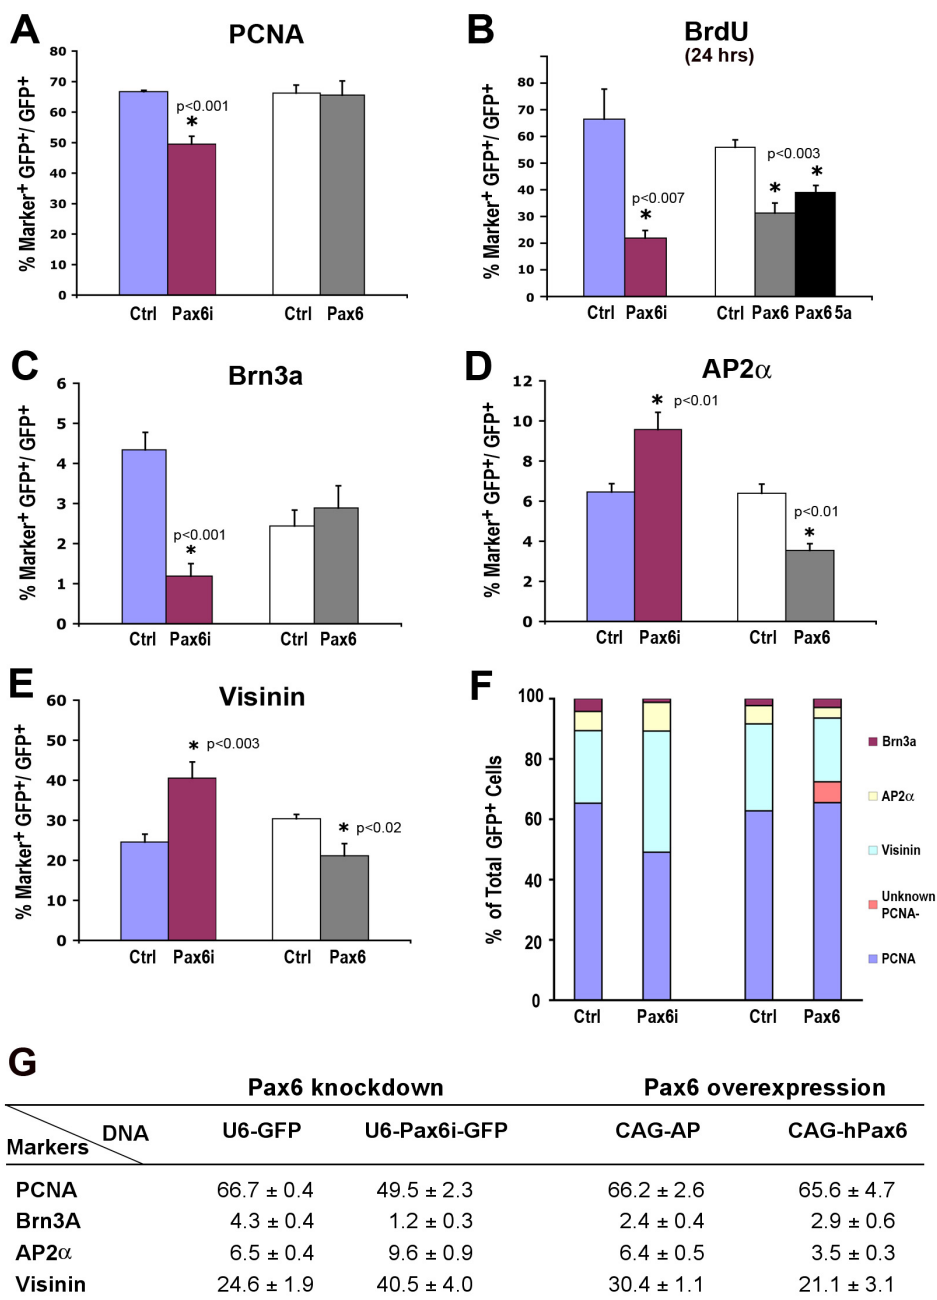 A
PCNA
% Marker+ GFP+/ GFP+
80
70
60
50
40
30
20
10
0
p<0.001
*
Ctrl Pax6i Ctrl Pax6
B
BrdU
(24 hrs)
% Marker+ GFP+/ GFP+
80
70
60
50
40
30
20
10
0
p<0.007
*
p<0.003
* *
Ctrl Pax6i Ctrl Pax6 Pax6 5a
C
Brn3a
% Marker+ GFP+/ GFP+
6
5
4
3
2
1
0
p<0.001
*
Ctrl Pax6i Ctrl Pax6
D
AP2α
% Marker+ GFP+/ GFP+
12
10
8
6
4
2
0
* p<0.01
p<0.01
*
Ctrl Pax6i Ctrl Pax6
E
Visinin
% Marker+ GFP+/ GFP+
60
50
40
30
20
10
0
* p<0.003
* p<0.02
Ctrl Pax6i Ctrl Pax6
F
% of Total GFP+ Cells
100
80
60
40
20
0
Ctrl Pax6i Ctrl Pax6
Brn3a
AP2α
Visinin
Unknown
PCNA-
PCNA
G
Pax6 knockdown Pax6 overexpression
Markers DNA U6-GFP U6-Pax6i-GFP CAG-AP CAG-hPax6
PCNA 66.7 ± 0.4 49.5 ± 2.3 66.2 ± 2.6 65.6 ± 4.7
Brn3A 4.3 ± 0.4 1.2 ± 0.3 2.4 ± 0.4 2.9 ± 0.6
AP2α 6.5 ± 0.4 9.6 ± 0.9 6.4 ± 0.5 3.5 ± 0.3
Visinin 24.6 ± 1.9 40.5 ± 4.0 30.4 ± 1.1 21.1 ± 3.1